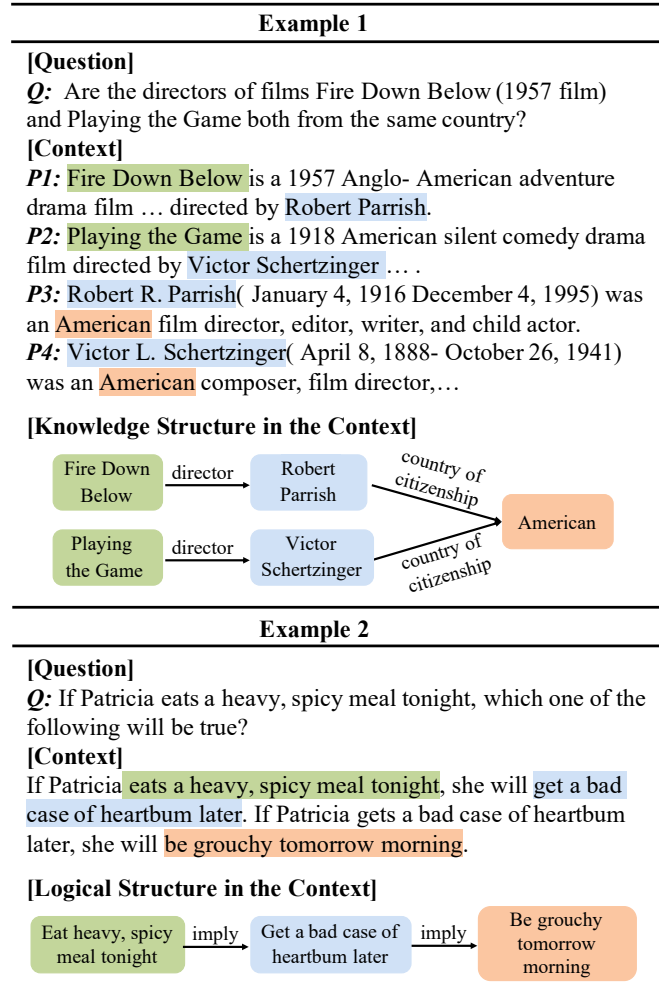 Example 1
[Question]
Q: Are the directors of films Fire Down Below (1957 film)
and Playing the Game both from the same country?
[Context]
P1: Fire Down Below is a 1957 Anglo- American adventure
drama film … directed by Robert Parrish.
P2: Playing the Game is a 1918 American silent comedy drama
film directed by Victor Schertzinger … .
P3: Robert R. Parrish( January 4, 1916 December 4, 1995) was
an American film director, editor, writer, and child actor.
P4: Victor L. Schertzinger( April 8, 1888- October 26, 1941)
was an American composer, film director,…
[Knowledge Structure in the Context]
Fire Down
Below
director
Robert
Parrish
country of
citizenship
American
Playing
the Game
director
Victor
Schertzinger
country of
citizenship
Example 2
[Question]
Q: If Patricia eats a heavy, spicy meal tonight, which one of the
following will be true?
[Context]
If Patricia eats a heavy, spicy meal tonight, she will get a bad
case of heartbum later. If Patricia gets a bad case of heartbum
later, she will be grouchy tomorrow morning.
[Logical Structure in the Context]
Eat heavy, spicy
meal tonight
imply
Get a bad case of
heartbum later
imply
Be grouchy
tomorrow
morning